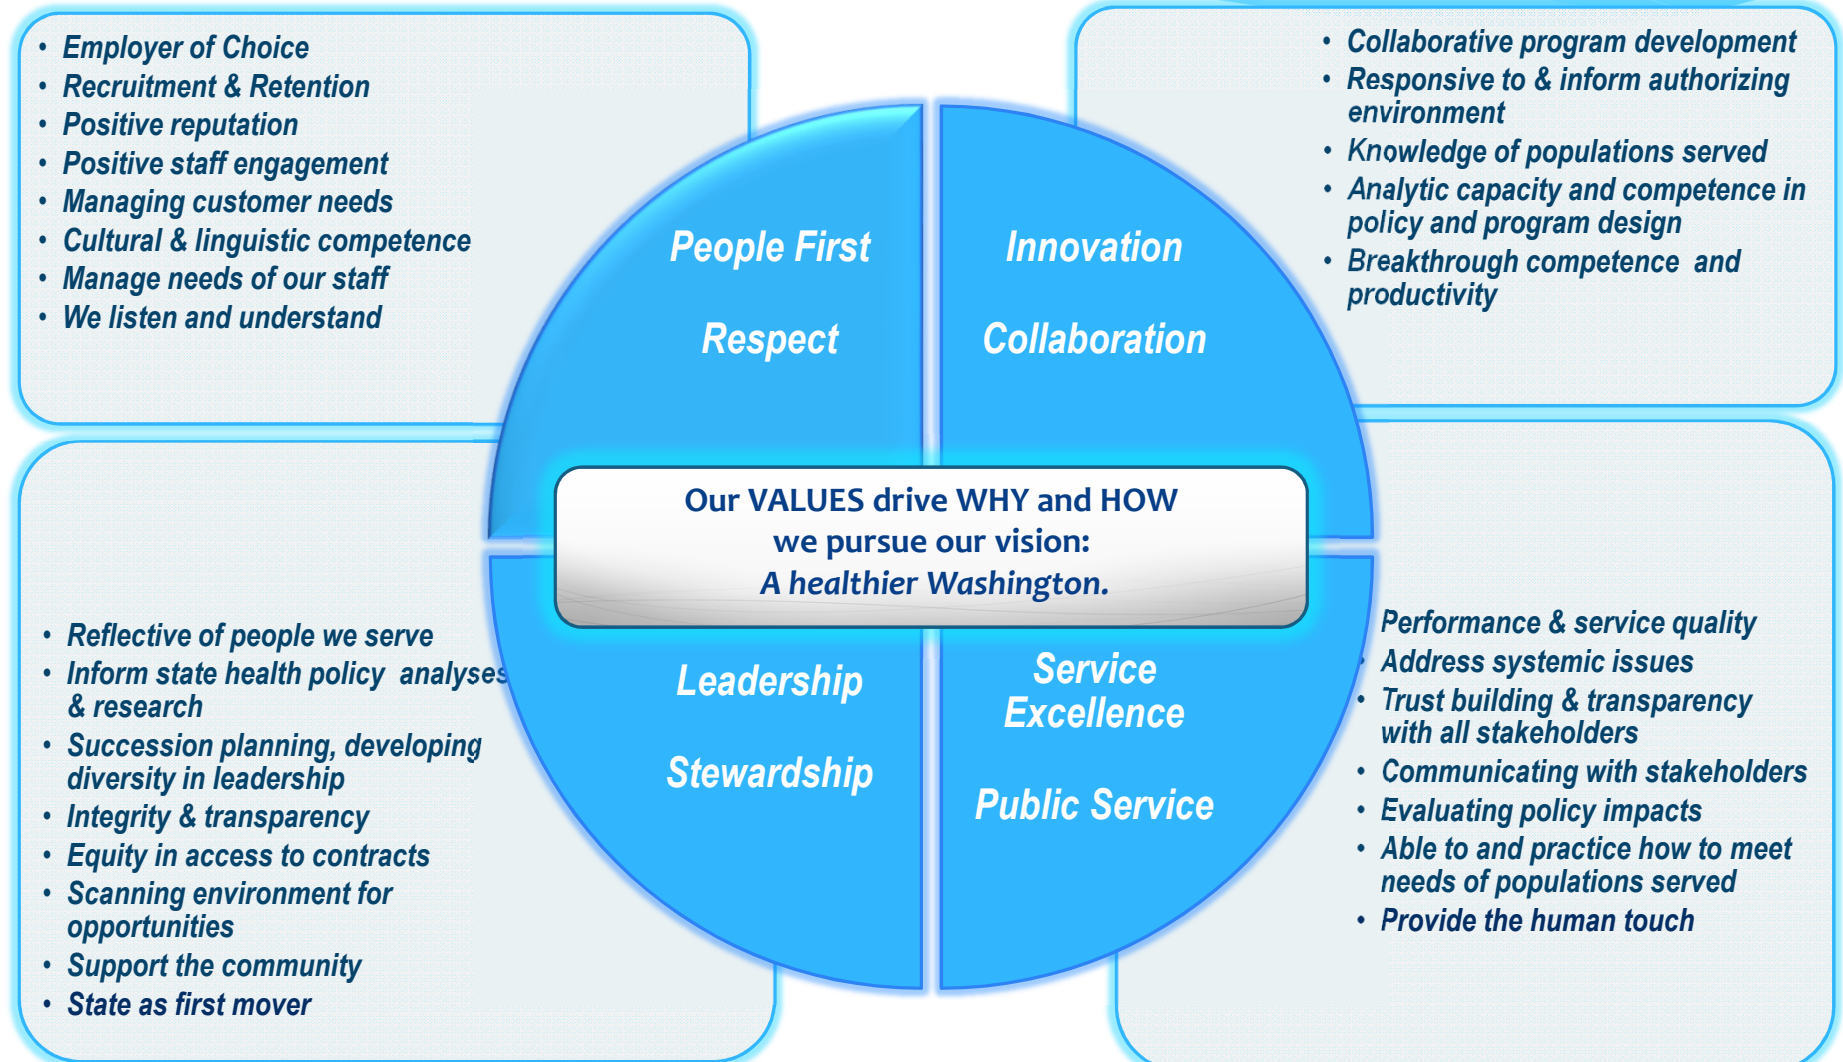 • Employer of Choice
• Recruitment & Retention
• Positive reputation
• Positive staff engagement
• Managing customer needs
• Cultural & linguistic competence
• Manage needs of our staff
• We listen and understand
• Collaborative program development
• Responsive to & inform authorizing
environment
• Knowledge of populations served
• Analytic capacity and competence in
policy and program design
• Breakthrough competence and
productivity
People First
Respect
Innovation
Collaboration
Our VALUES drive WHY and HOW
we pursue our vision:
A healthier Washington.
Leadership
Stewardship
Service
Excellence
Public Service
• Reflective of people we serve
• Inform state health policy analyses
& research
• Succession planning, developing
diversity in leadership
• Integrity & transparency
• Equity in access to contracts
• Scanning environment for
opportunities
• Support the community
• State as first mover
Performance & service quality
• Address systemic issues
• Trust building & transparency
with all stakeholders
• Communicating with stakeholders
• Evaluating policy impacts
• Able to and practice how to meet
needs of populations served
• Provide the human touch